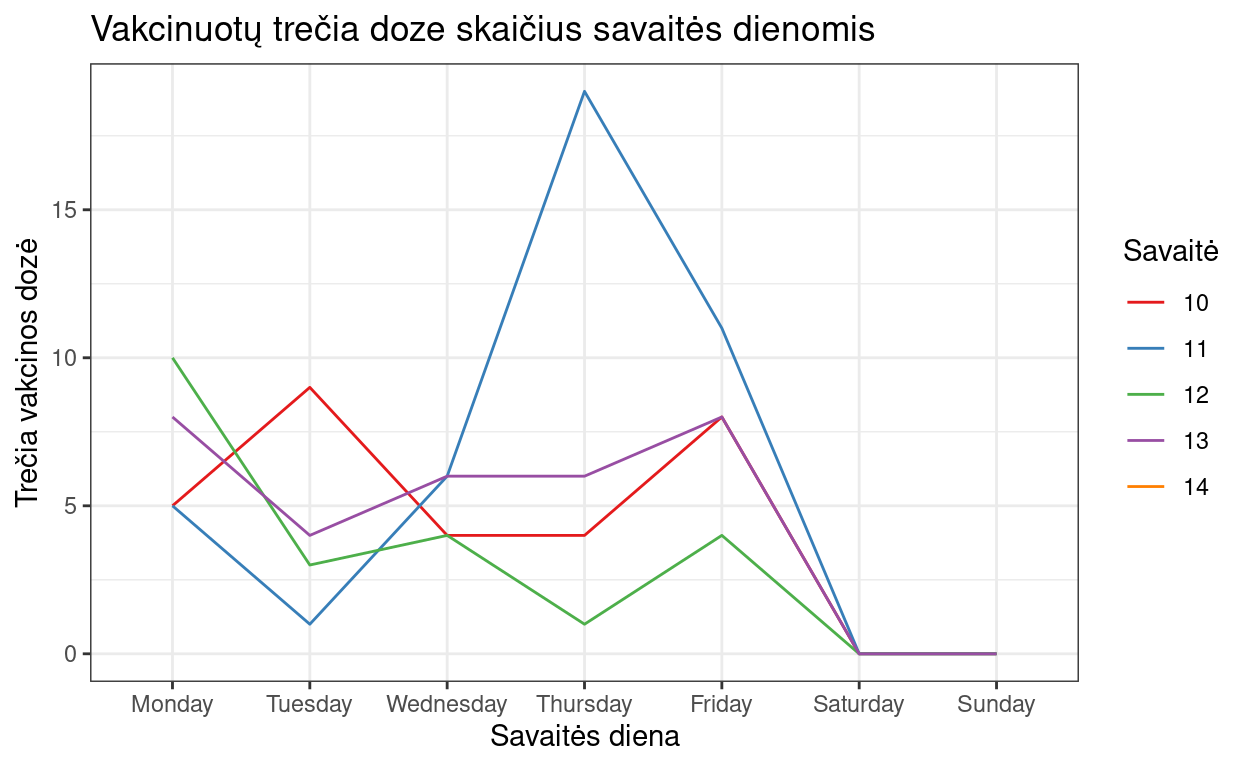 Vakcinuotų trečia doze skaičius savaitės dienomis
Trečia vakcinos dozė
15
10
5
0
Monday Tuesday Wednesday Thursday Friday Saturday Sunday
Savaitės diena
Savaitė
10
11
12
13
14